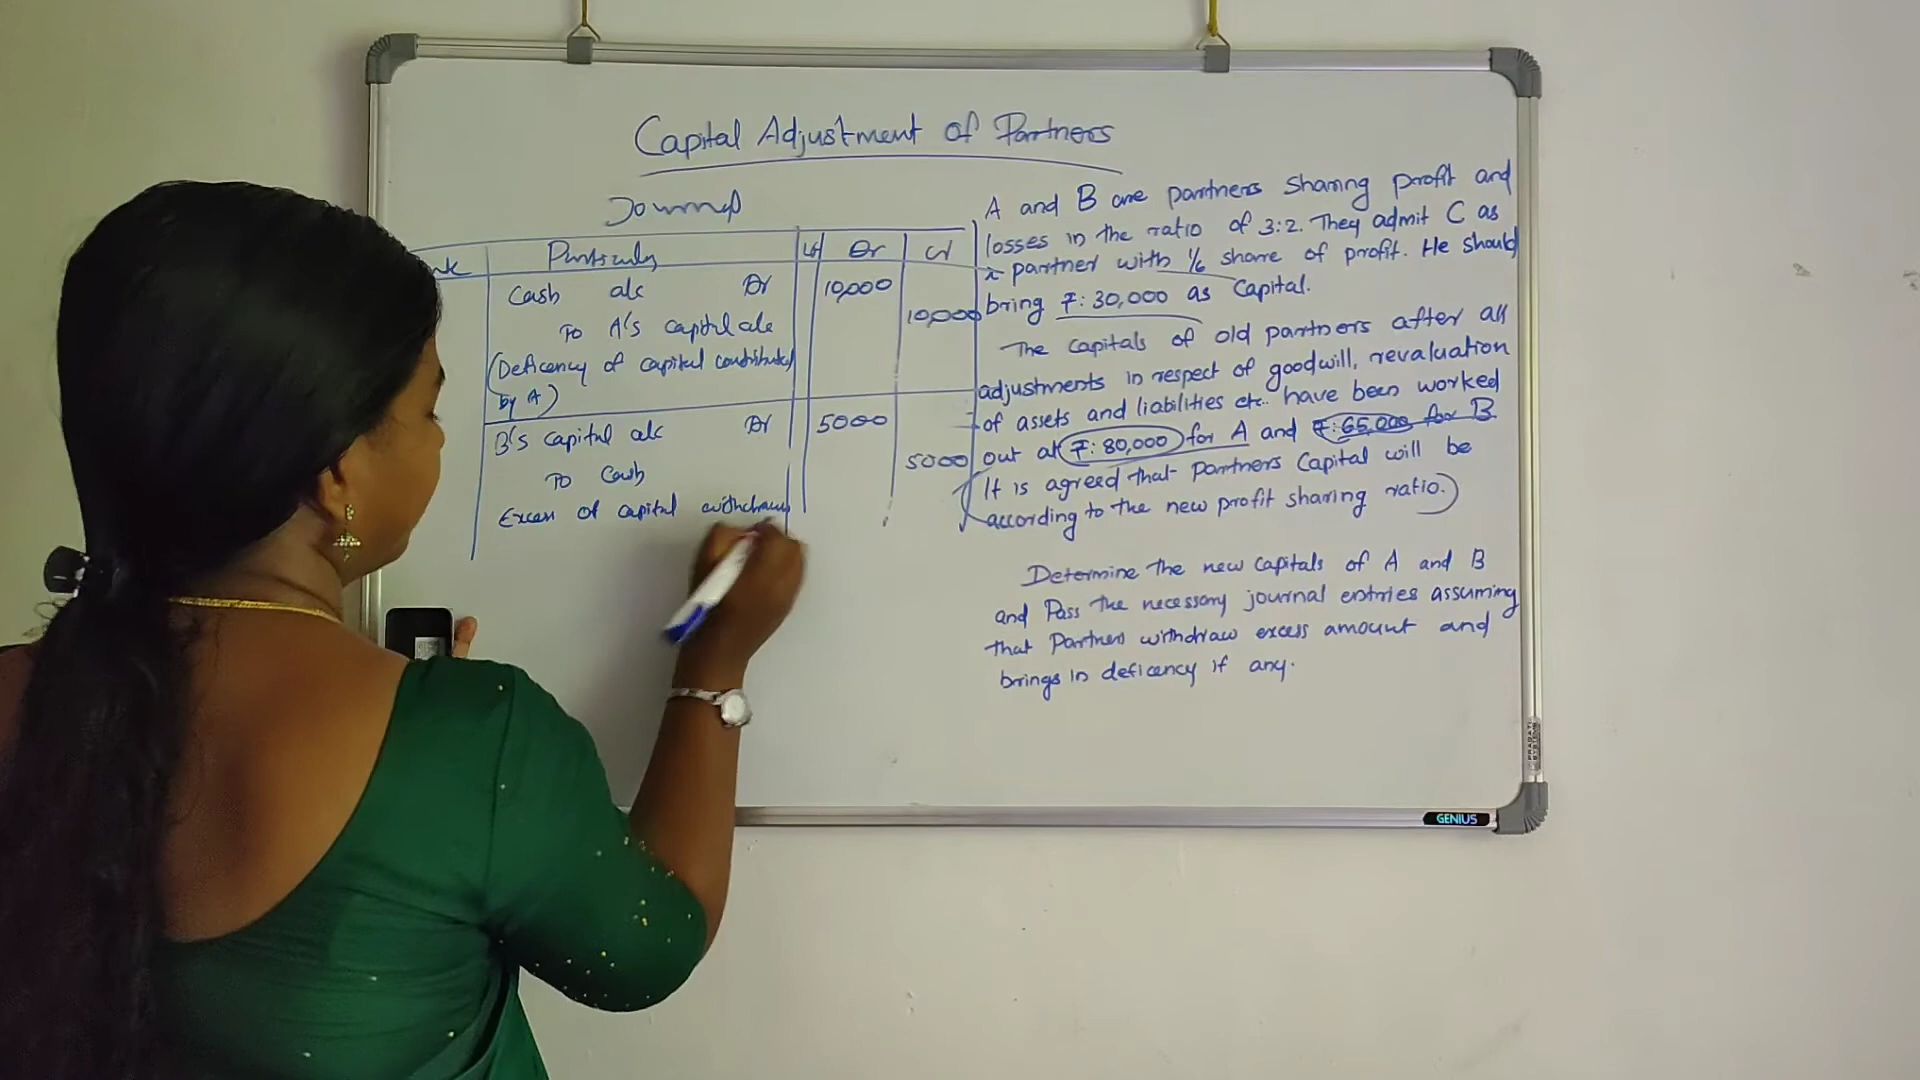 Capital Adjustment of Partners
Journal
Particulars Lf Dr Cr
Cash a/c Dr 10,000
To A's capital a/c 10,000
(Deficency of capital contributed
by A)
B's capital a/c Dr 5000
To Cash 5000
Excess of capital withdrawn
A and B are partners sharing profit and
losses in the ratio of 3:2. They admit C as
a partner with 1/6 share of profit. He should
bring ₹: 30,000 as Capital.
The capitals of old partners after all
adjustments in respect of goodwill, revaluation
of assets and liabilities etc.. have been worked
out at ₹: 80,000 for A and ₹: 65,000 for B
It is agreed that partners Capital will be
according to the new profit sharing ratio.
Determine the new capitals of A and B
and Pass the necessary journal entries assuming
that Partners withdraw excess amount and
brings in deficency if any.
GENIUS